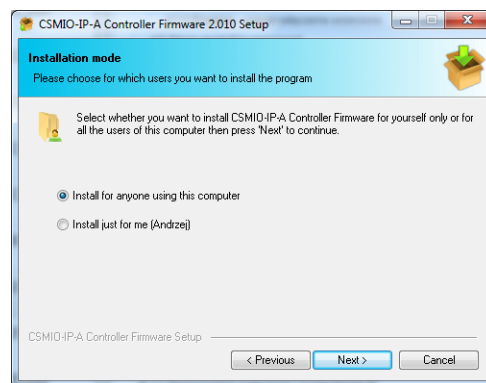 CSMIO-IP-A Controller Firmware 2.010 Setup
Installation mode
Please choose for which users you want to install the program
Select whether you want to install CSMIO-IP-A Controller Firmware for yourself only or for
all the users of this computer then press 'Next' to continue.
Install for anyone using this computer
Install just for me (Andrzej)
CSMIO-IP-A Controller Firmware Setup
< Previous
Next >
Cancel